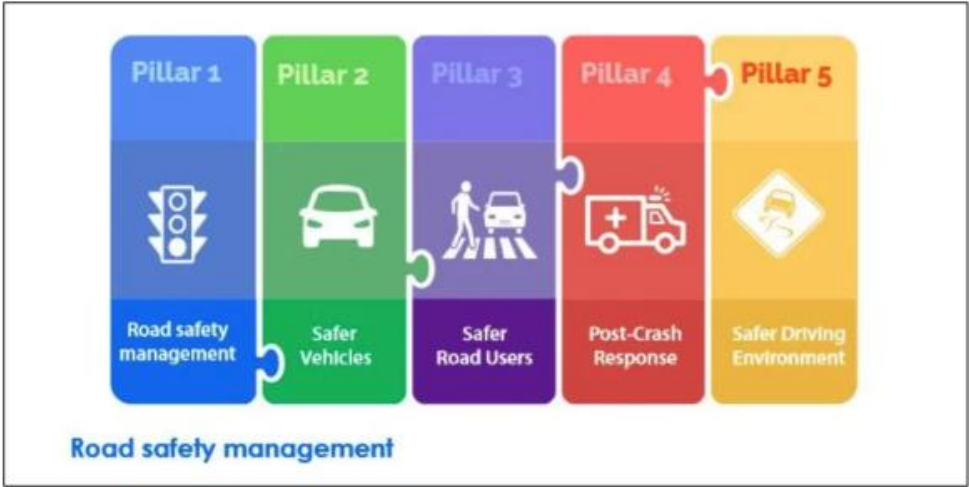 Pillar 1
Pillar 2
Pillar 3
Pillar 4
Pillar 5
Road safety
management
Safer
Vehicles
Safer
Road Users
Post-Crash
Response
Safer Driving
Environment
Road safety management